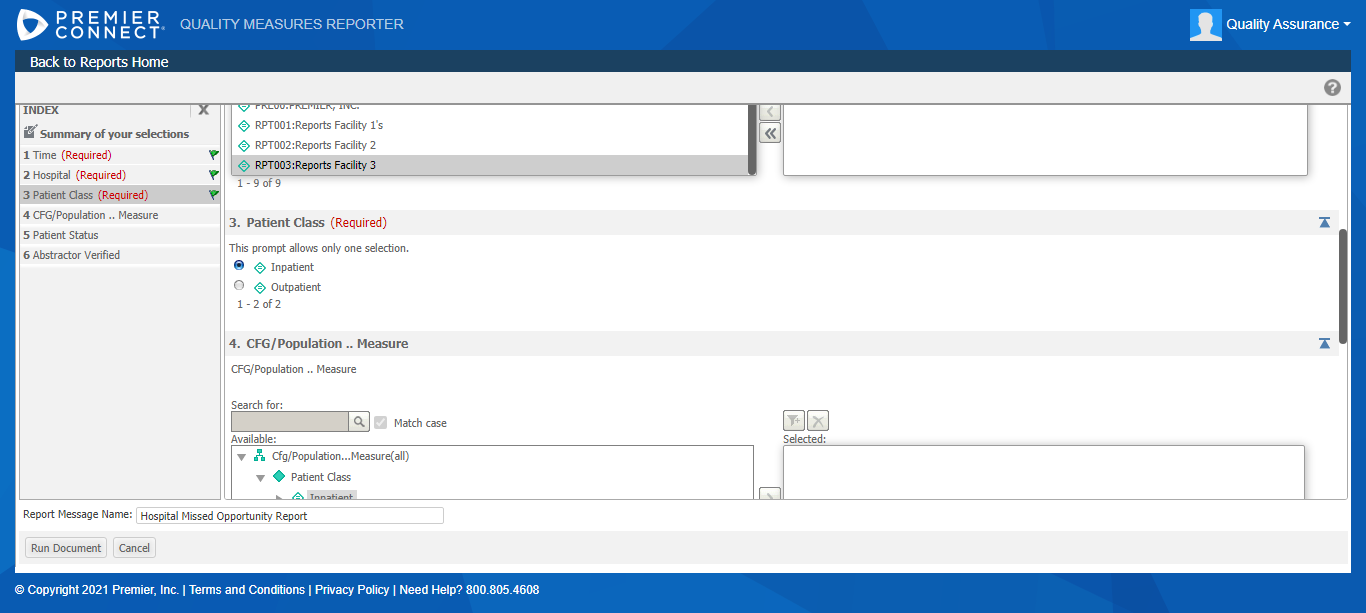 PREMIER CONNECT QUALITY MEASURES REPORTER
Quality Assurance
Back to Reports Home
INDEX X
Summary of your selections
1 Time (Required)
2 Hospital (Required)
3 Patient Class (Required)
4 CFG/Population .. Measure
5 Patient Status
6 Abstractor Verified
PRE00:PREMIER, INC.
RPT001:Reports Facility 1's
RPT002:Reports Facility 2
RPT003:Reports Facility 3
1 - 9 of 9
3. Patient Class (Required)
This prompt allows only one selection.
Inpatient
Outpatient
1 - 2 of 2
4. CFG/Population .. Measure
CFG/Population .. Measure
Search for:
Match case
Available:
Selected:
Cfg/Population...Measure(all)
Patient Class
Inpatient
Report Message Name: Hospital Missed Opportunity Report
Run Document Cancel
© Copyright 2021 Premier, Inc. | Terms and Conditions | Privacy Policy | Need Help? 800.805.4608